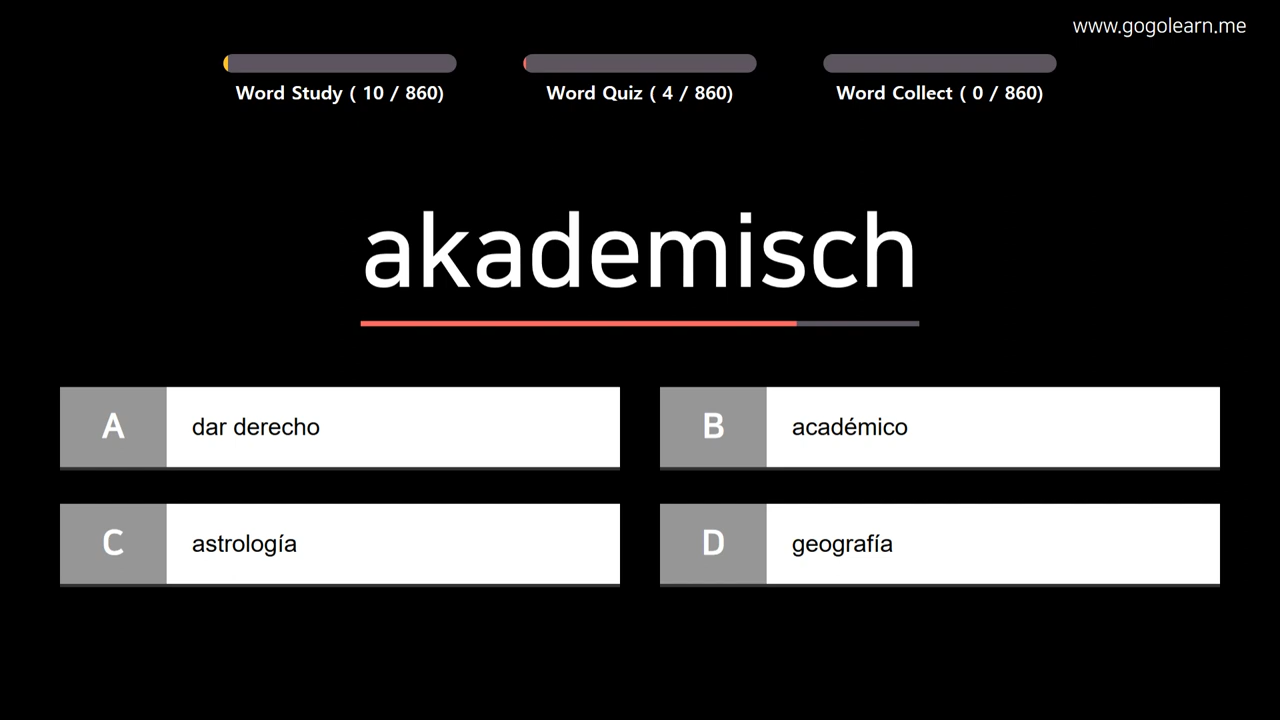 www.gogolearn.me
Word Study ( 10 / 860)
Word Quiz ( 4 / 860)
Word Collect ( 0 / 860)
akademisch
A dar derecho
B académico
C astrología
D geografía